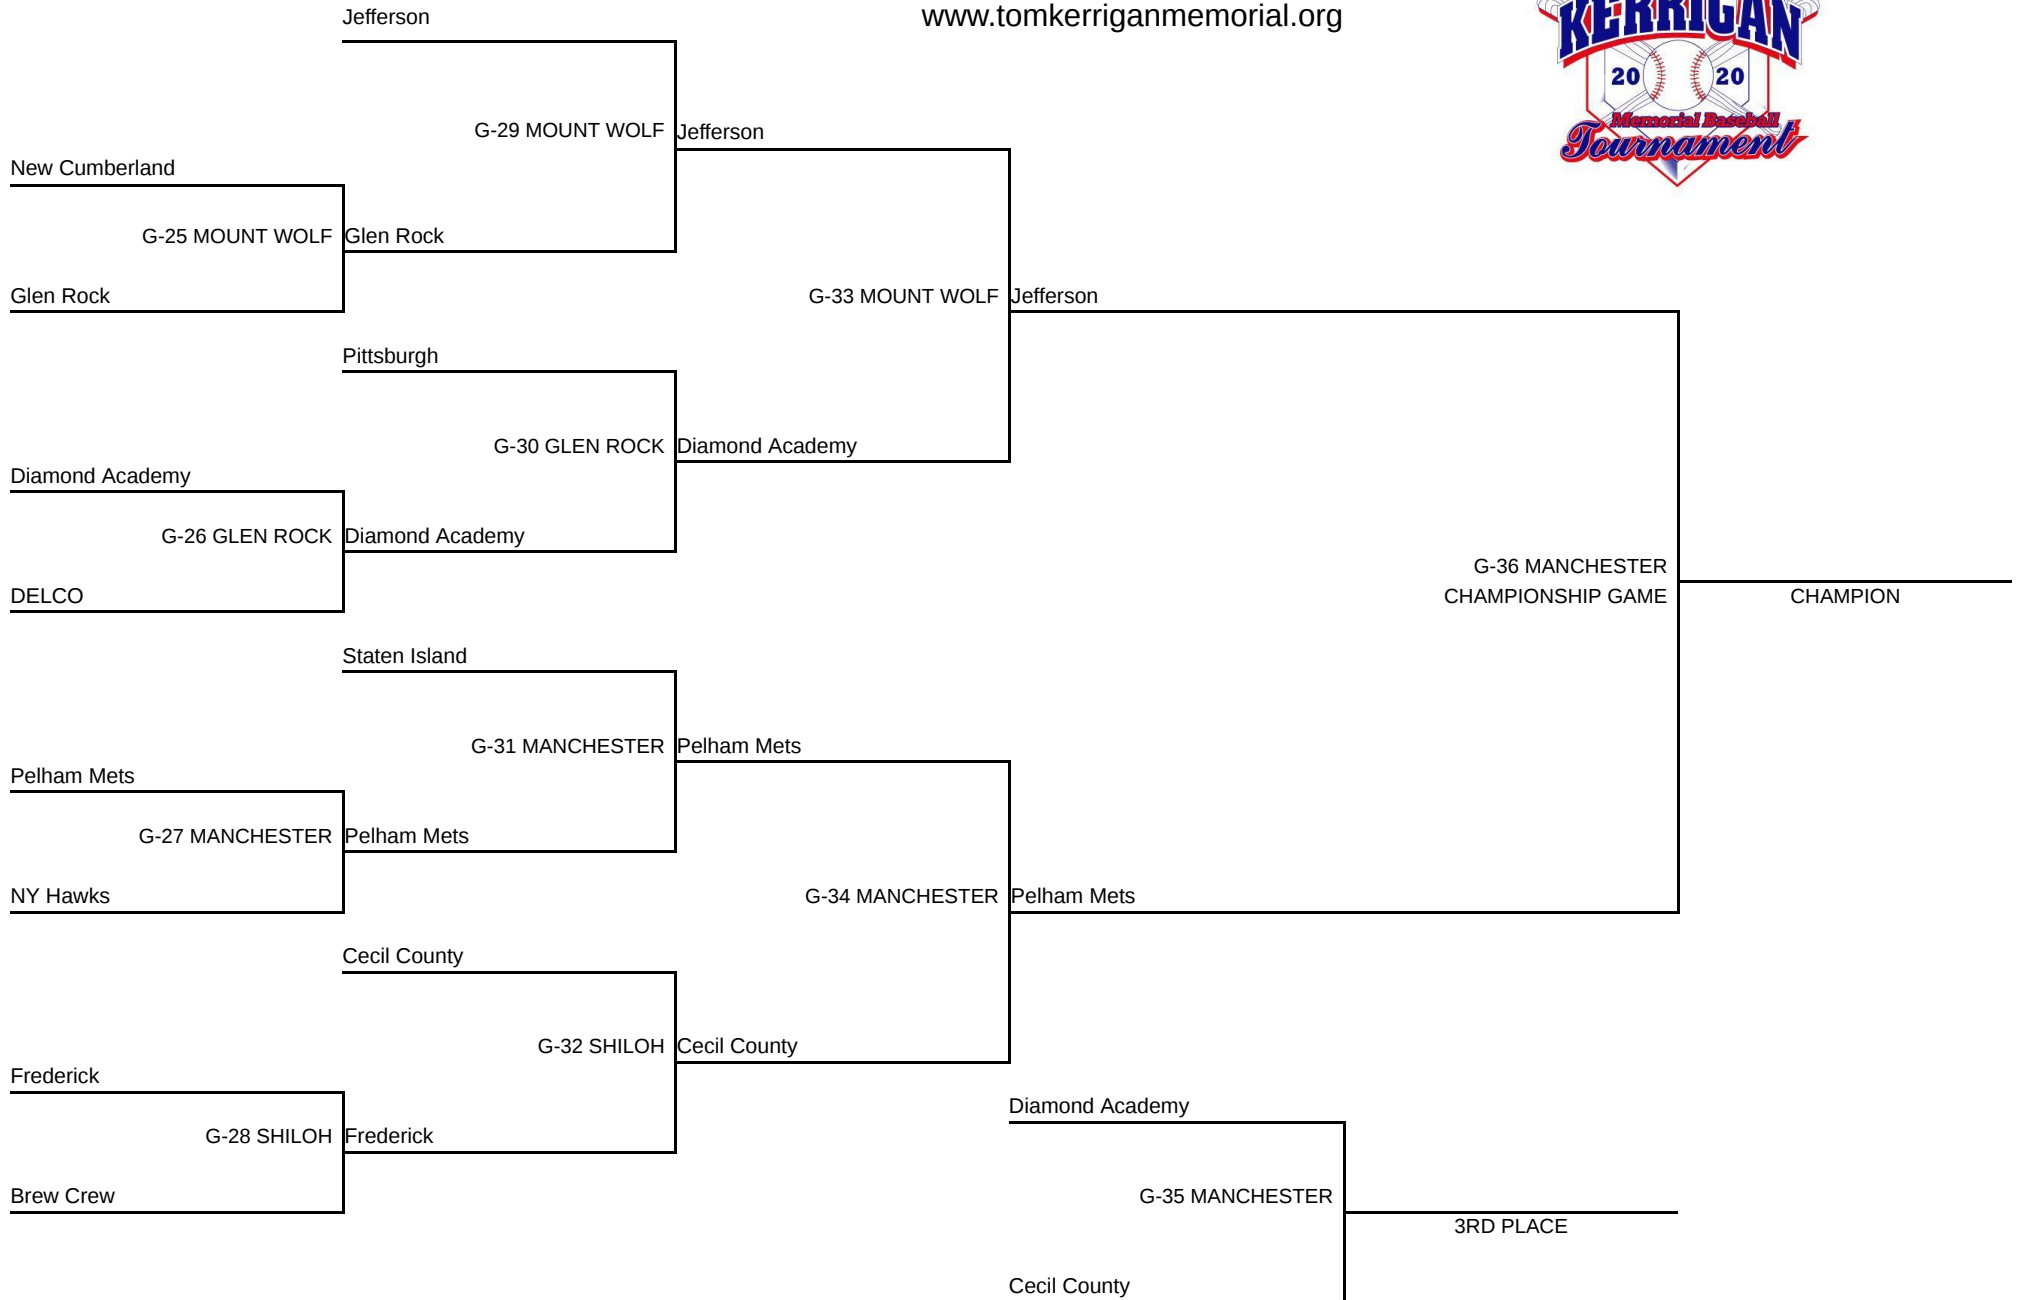 Jefferson
www.tomkerriganmemorial.org
KERRIGAN
20 20
Memorial Baseball
Tournament
G-29 MOUNT WOLF
Jefferson
New Cumberland
G-25 MOUNT WOLF
Glen Rock
Glen Rock
G-33 MOUNT WOLF
Jefferson
Pittsburgh
G-30 GLEN ROCK
Diamond Academy
Diamond Academy
G-26 GLEN ROCK
Diamond Academy
G-36 MANCHESTER
CHAMPIONSHIP GAME
CHAMPION
DELCO
Staten Island
G-31 MANCHESTER
Pelham Mets
Pelham Mets
G-27 MANCHESTER
Pelham Mets
NY Hawks
G-34 MANCHESTER
Pelham Mets
Cecil County
G-32 SHILOH
Cecil County
Frederick
Diamond Academy
G-28 SHILOH
Frederick
Brew Crew
G-35 MANCHESTER
3RD PLACE
Cecil County